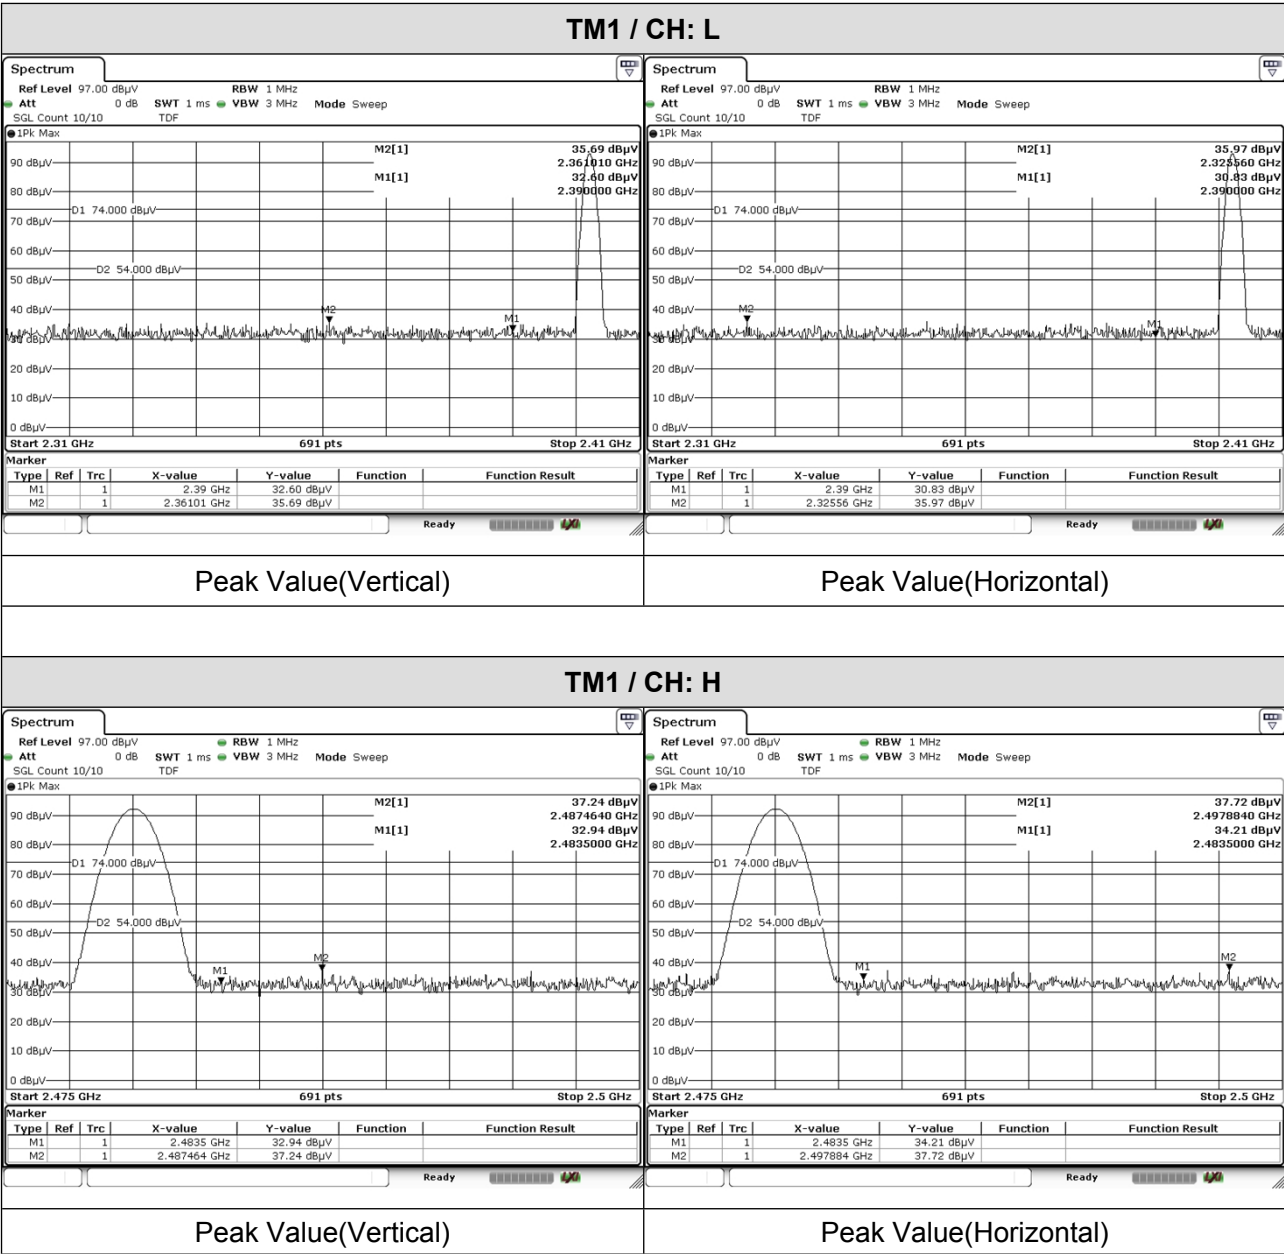 TM1 / CH: L
Spectrum
Ref Level 97.00 dBµV RBW 1 MHz
Att 0 dB SWT 1 ms VBW 3 MHz Mode Sweep
SGL Count 10/10 TDF
1Pk Max
M2[1] 35.69 dBµV
2.361010 GHz
M1[1] 32.60 dBµV
2.390000 GHz
90 dBµV
80 dBµV
D1 74.000 dBµV
70 dBµV
60 dBµV
D2 54.000 dBµV
50 dBµV
40 dBµV
M2
M1
30 dBµV
20 dBµV
10 dBµV
0 dBµV
Start 2.31 GHz 691 pts Stop 2.41 GHz
Marker
Type Ref Trc X-value Y-value Function Function Result
M1 1 2.39 GHz 32.60 dBµV
M2 1 2.36101 GHz 35.69 dBµV
Ready LXI
Spectrum
Ref Level 97.00 dBµV RBW 1 MHz
Att 0 dB SWT 1 ms VBW 3 MHz Mode Sweep
SGL Count 10/10 TDF
1Pk Max
M2[1] 35.97 dBµV
2.325560 GHz
M1[1] 30.83 dBµV
2.390000 GHz
90 dBµV
80 dBµV
D1 74.000 dBµV
70 dBµV
60 dBµV
D2 54.000 dBµV
50 dBµV
40 dBµV
M2
M1
30 dBµV
20 dBµV
10 dBµV
0 dBµV
Start 2.31 GHz 691 pts Stop 2.41 GHz
Marker
Type Ref Trc X-value Y-value Function Function Result
M1 1 2.39 GHz 30.83 dBµV
M2 1 2.32556 GHz 35.97 dBµV
Ready LXI
Peak Value(Vertical) Peak Value(Horizontal)
TM1 / CH: H
Spectrum
Ref Level 97.00 dBµV RBW 1 MHz
Att 0 dB SWT 1 ms VBW 3 MHz Mode Sweep
SGL Count 10/10 TDF
1Pk Max
M2[1] 37.24 dBµV
2.4874640 GHz
M1[1] 32.94 dBµV
2.4835000 GHz
90 dBµV
80 dBµV
D1 74.000 dBµV
70 dBµV
60 dBµV
D2 54.000 dBµV
50 dBµV
40 dBµV
M2
M1
30 dBµV
20 dBµV
10 dBµV
0 dBµV
Start 2.475 GHz 691 pts Stop 2.5 GHz
Marker
Type Ref Trc X-value Y-value Function Function Result
M1 1 2.4835 GHz 32.94 dBµV
M2 1 2.487464 GHz 37.24 dBµV
Ready LXI
Spectrum
Ref Level 97.00 dBµV RBW 1 MHz
Att 0 dB SWT 1 ms VBW 3 MHz Mode Sweep
SGL Count 10/10 TDF
1Pk Max
M2[1] 37.72 dBµV
2.4978840 GHz
M1[1] 34.21 dBµV
2.4835000 GHz
90 dBµV
80 dBµV
D1 74.000 dBµV
70 dBµV
60 dBµV
D2 54.000 dBµV
50 dBµV
40 dBµV
M2
M1
30 dBµV
20 dBµV
10 dBµV
0 dBµV
Start 2.475 GHz 691 pts Stop 2.5 GHz
Marker
Type Ref Trc X-value Y-value Function Function Result
M1 1 2.4835 GHz 34.21 dBµV
M2 1 2.497884 GHz 37.72 dBµV
Ready LXI
Peak Value(Vertical) Peak Value(Horizontal)